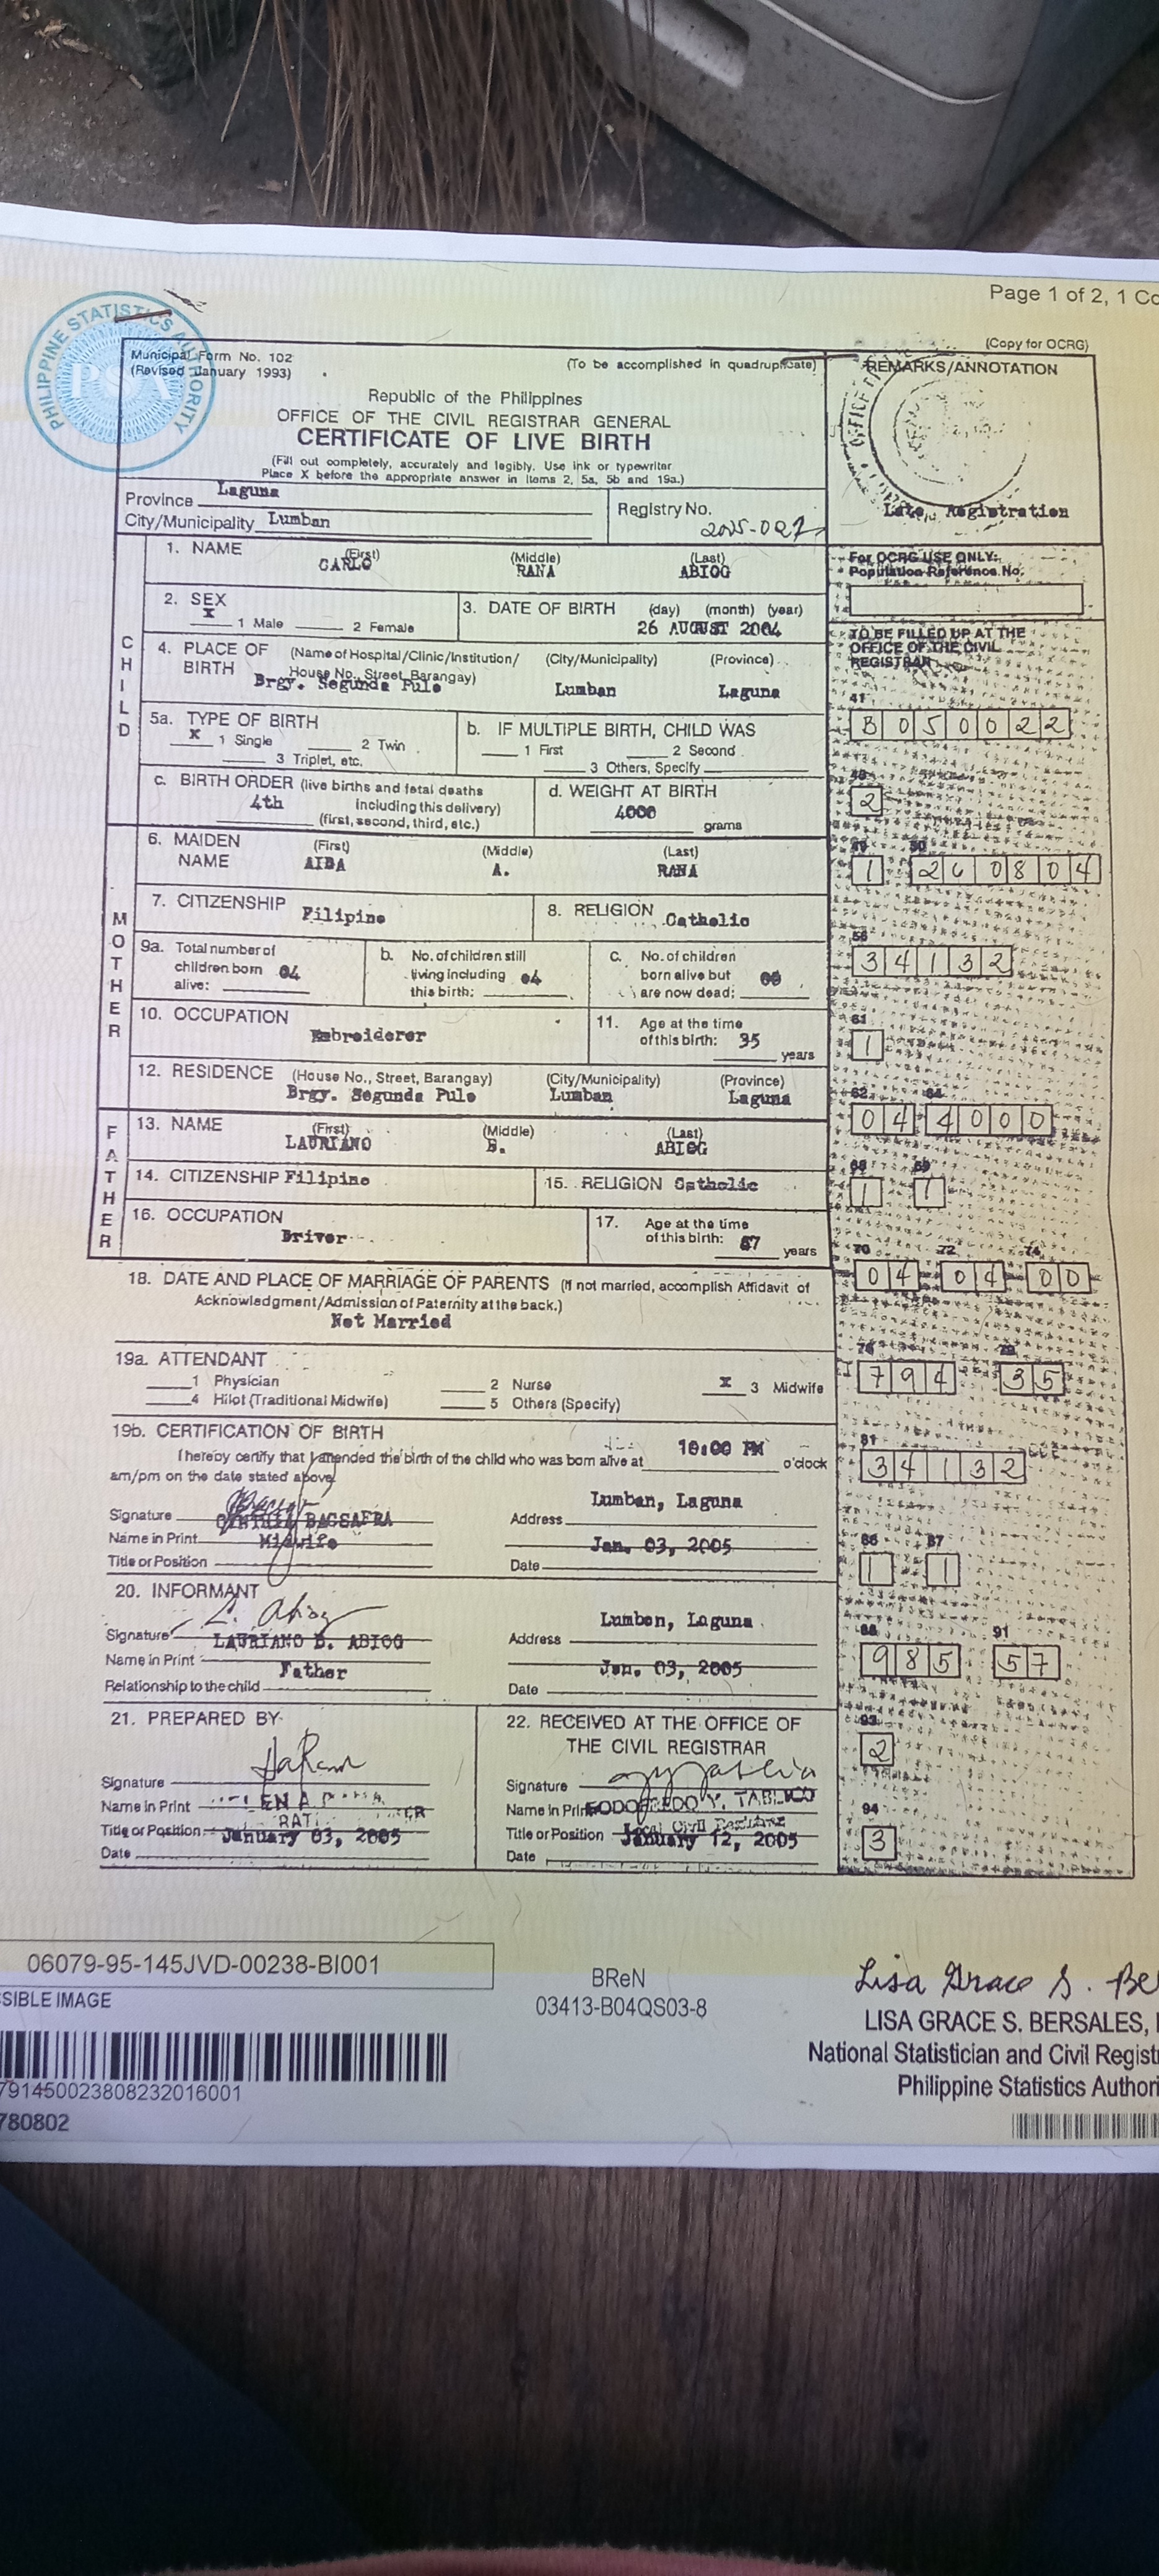 Page 1 of 2, 1 Co
PHILIPPINE STATISTICS AUTHORITY
PSA
(Copy for OCRG)
Municipal Form No. 102
(Revised January 1993)
(To be accomplished in quadruplicate)
Republic of the Philippines
OFFICE OF THE CIVIL REGISTRAR GENERAL
CERTIFICATE OF LIVE BIRTH
(Fill out completely, accurately and legibly. Use ink or typewriter
Place X before the appropriate answer in Items 2, 5a, 5b and 19a.)
REMARKS/ANNOTATION
Late Registration
Province Laguna
City/Municipality Lumban
Registry No.
For OCRG USE ONLY:
Population Reference No.
CHILD
1. NAME (First) (Middle) (Last)
CARLO RANA ABIOG
2. SEX
X 1 Male 2 Female
3. DATE OF BIRTH (day) (month) (year)
26 AUGUST 2004
TO BE FILLED UP AT THE
OFFICE OF THE CIVIL
REGISTRAR
4. PLACE OF BIRTH (Name of Hospital/Clinic/Institution/ House No., Street, Barangay) (City/Municipality) (Province)
Brgy. Segunda Pulo Lumban Laguna
41
B 0 5 0 0 2 2
5a. TYPE OF BIRTH
X 1 Single 2 Twin
3 Triplet, etc.
b. IF MULTIPLE BIRTH, CHILD WAS
1 First 2 Second
3 Others, Specify
c. BIRTH ORDER (live births and fetal deaths
4th including this delivery)
(first, second, third, etc.)
d. WEIGHT AT BIRTH
4000
grams
48
2
MOTHER
6. MAIDEN NAME (First) (Middle) (Last)
AIDA A. RANA
49 50
1 2 6 0 8 0 4
7. CITIZENSHIP Filipino
8. RELIGION Catholic
9a. Total number of children born alive: 04
b. No. of children still living including this birth: 04
c. No. of children born alive but are now dead: 00
56
3 4 1 3 2
10. OCCUPATION
Embroiderer
11. Age at the time of this birth: 35 years
61
1
12. RESIDENCE (House No., Street, Barangay) (City/Municipality) (Province)
Brgy. Segunda Pulo Lumban Laguna
62 64
0 4 4 0 0 0
FATHER
13. NAME (First) (Middle) (Last)
LAURIANO B. ABIOG
14. CITIZENSHIP Filipino
15. RELIGION Catholic
68 69
1 1
16. OCCUPATION
Driver
17. Age at the time of this birth: 57 years
70 72 74
0 4 0 4 0 0
18. DATE AND PLACE OF MARRIAGE OF PARENTS (If not married, accomplish Affidavit of
Acknowledgment/Admission of Paternity at the back.)
Not Married
19a. ATTENDANT
1 Physician 2 Nurse X 3 Midwife
4 Hilot (Traditional Midwife) 5 Others (Specify)
76 79
7 9 4 3 5
19b. CERTIFICATION OF BIRTH
I hereby certify that I attended the birth of the child who was born alive at 10:00 PM o'clock
am/pm on the date stated above.
81
3 4 1 3 2
Signature
Name in Print CYNTHIA BAGSAFRA
Title or Position Midwife
Address Lumban, Laguna
Date Jan. 03, 2005
86 87
1 1
20. INFORMANT
Signature L. Abiog
Name in Print LAURIANO B. ABIOG
Relationship to the child Father
Address Lumban, Laguna
Date Jan. 03, 2005
88 91
9 8 5 5 7
21. PREPARED BY:
Signature
Name in Print
Title or Position
Date January 03, 2005
22. RECEIVED AT THE OFFICE OF
THE CIVIL REGISTRAR
Signature
Name in Print Y. TABLICO
Title or Position Local Civil Registrar
Date January 12, 2005
93
2
94
3
06079-95-145JVD-00238-BI001
SSIBLE IMAGE
791450023808232016001
780802
BReN
03413-B04QS03-8
Lisa Grace S. Be
LISA GRACE S. BERSALES,
National Statistician and Civil Registr
Philippine Statistics Authori